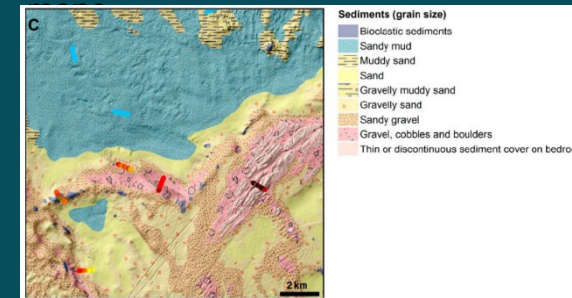 C
2 km
Sediments (grain size)
Bioclastic sediments
Sandy mud
Muddy sand
Sand
Gravelly muddy sand
Gravelly sand
Sandy gravel
Gravel, cobbles and boulders
Thin or discontinuous sediment cover on bedro